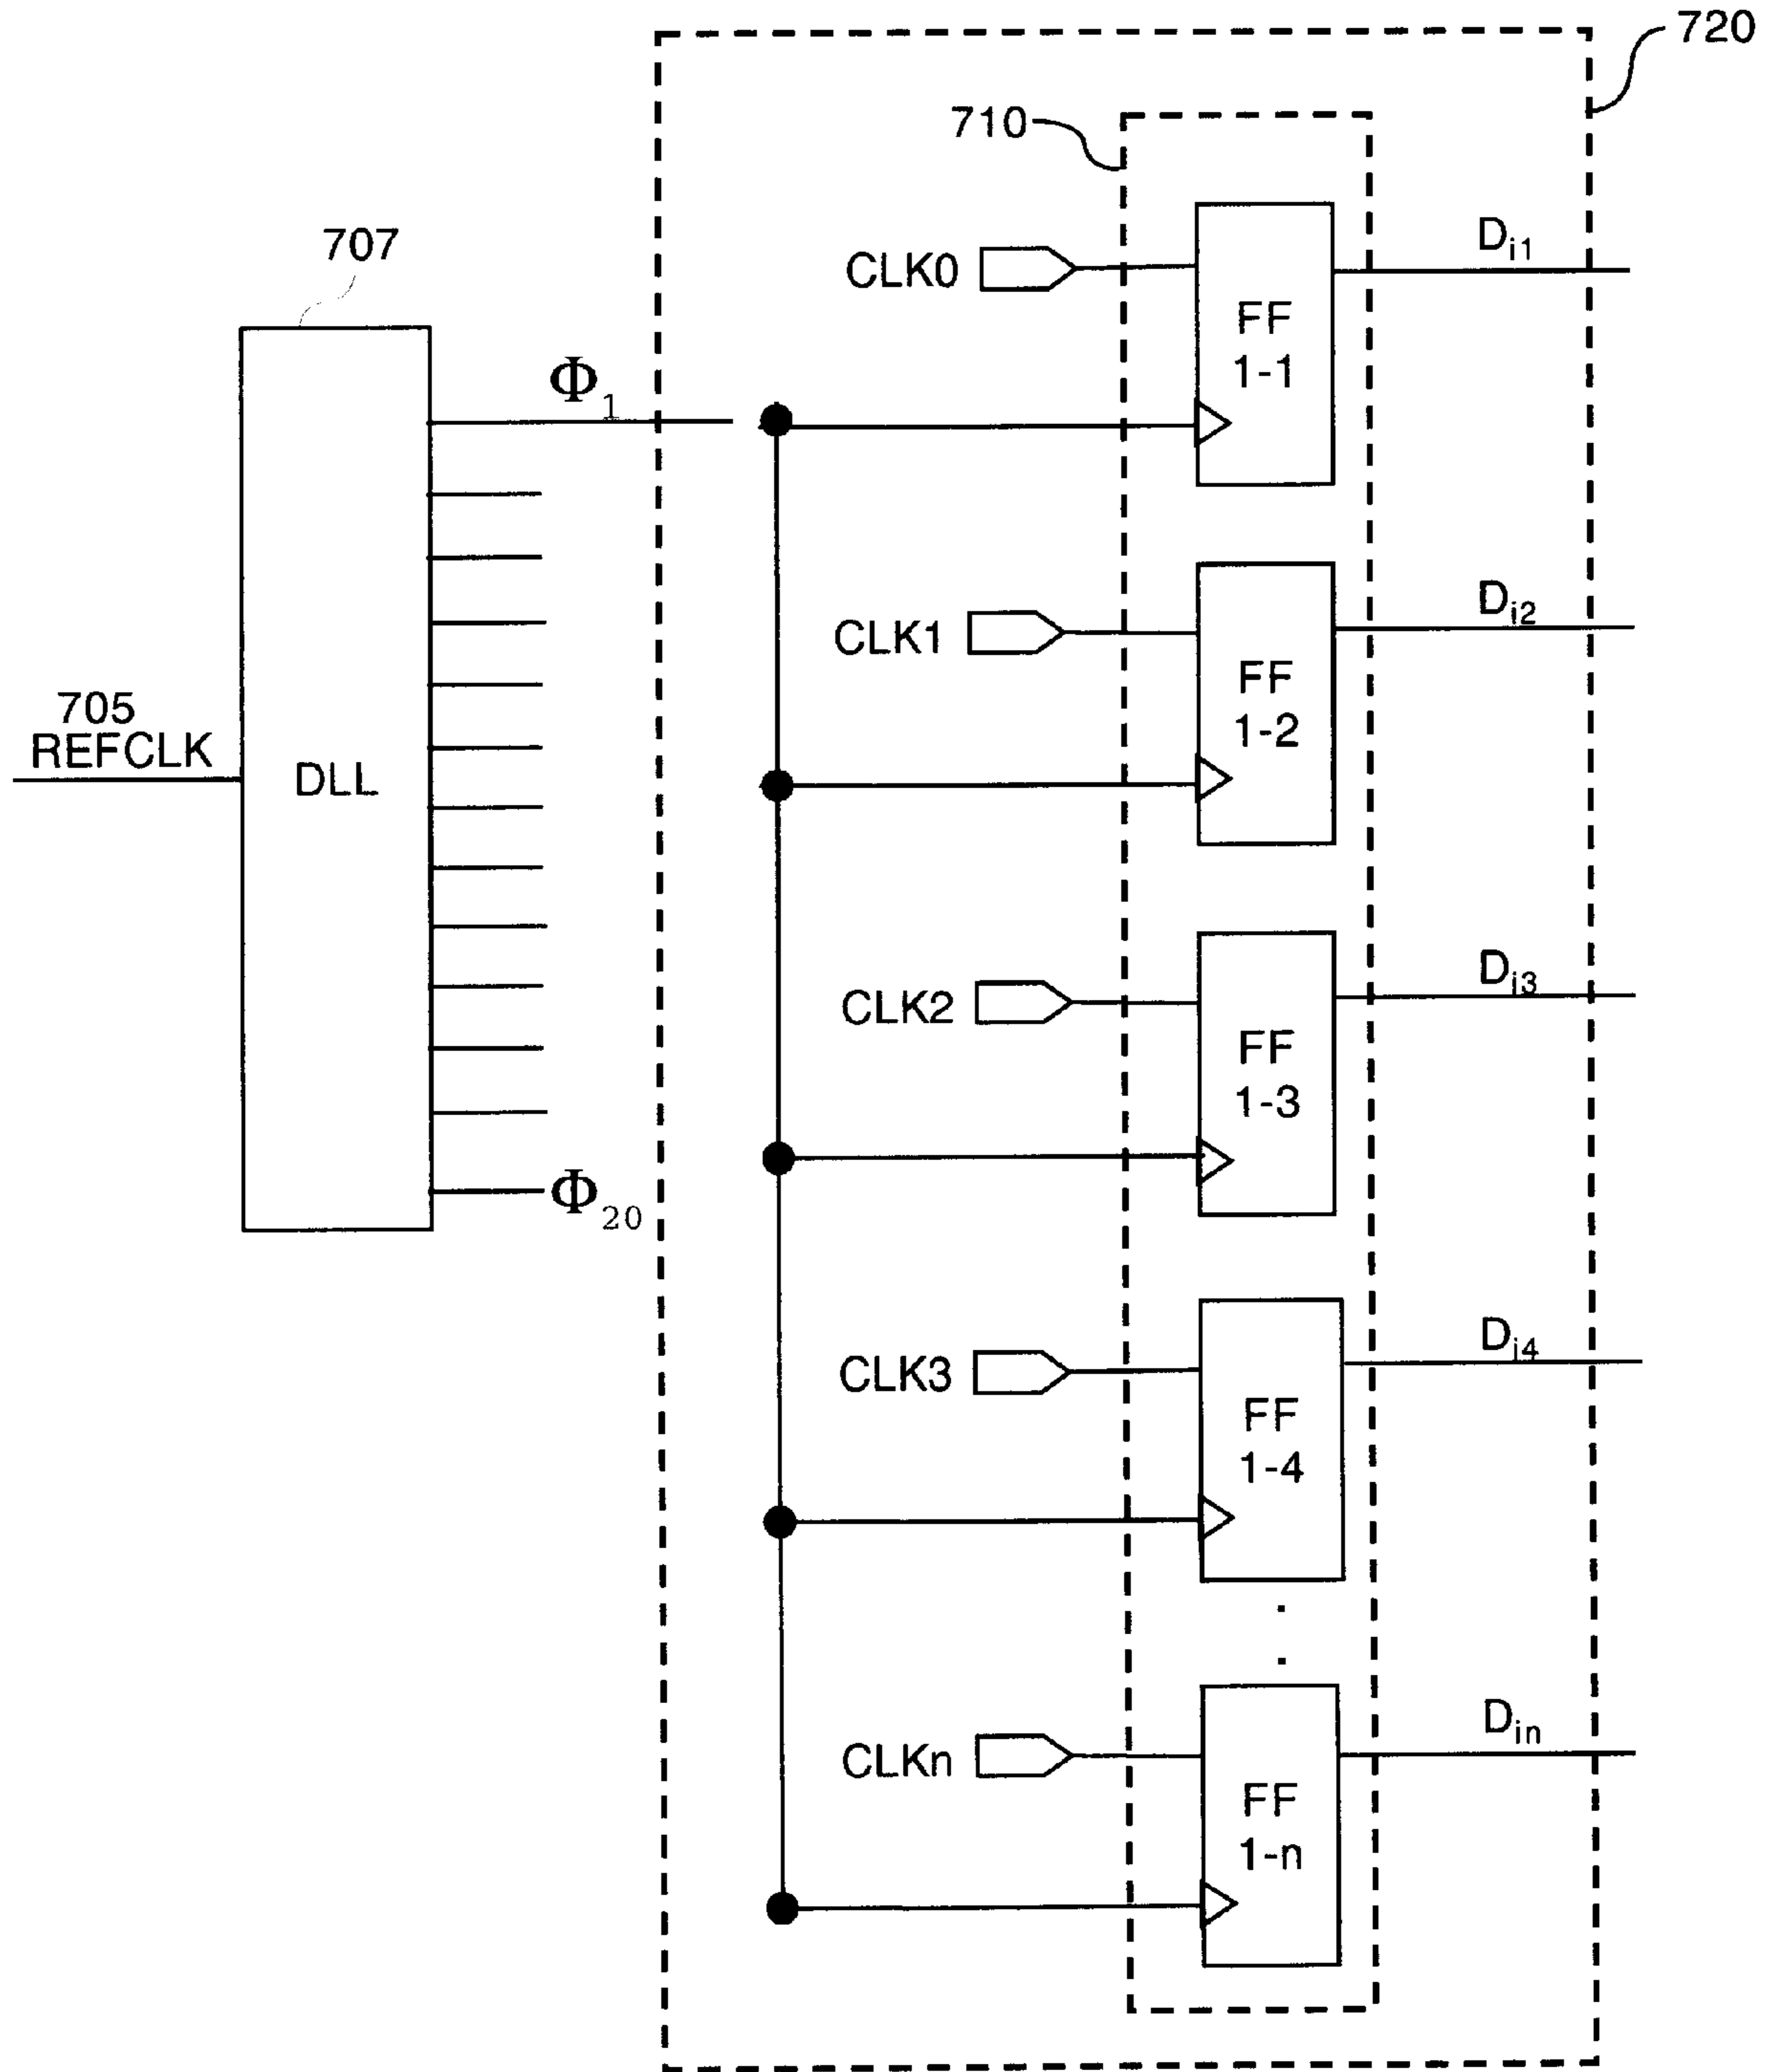 720
710
707
CLK0
FF
1-1
Di1
Φ1
CLK1
FF
1-2
Di2
705
REFCLK
DLL
CLK2
FF
1-3
Di3
Φ20
CLK3
FF
1-4
Di4
.
.
CLKn
FF
1-n
Din